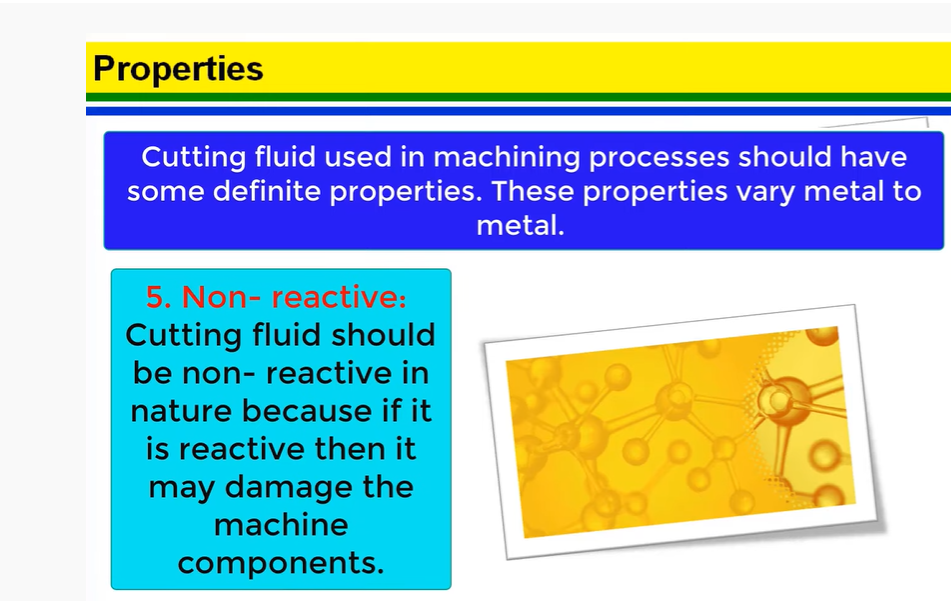 Properties
Cutting fluid used in machining processes should have
some definite properties. These properties vary metal to
metal.
5. Non- reactive:
Cutting fluid should
be non- reactive in
nature because if it
is reactive then it
may damage the
machine
components.